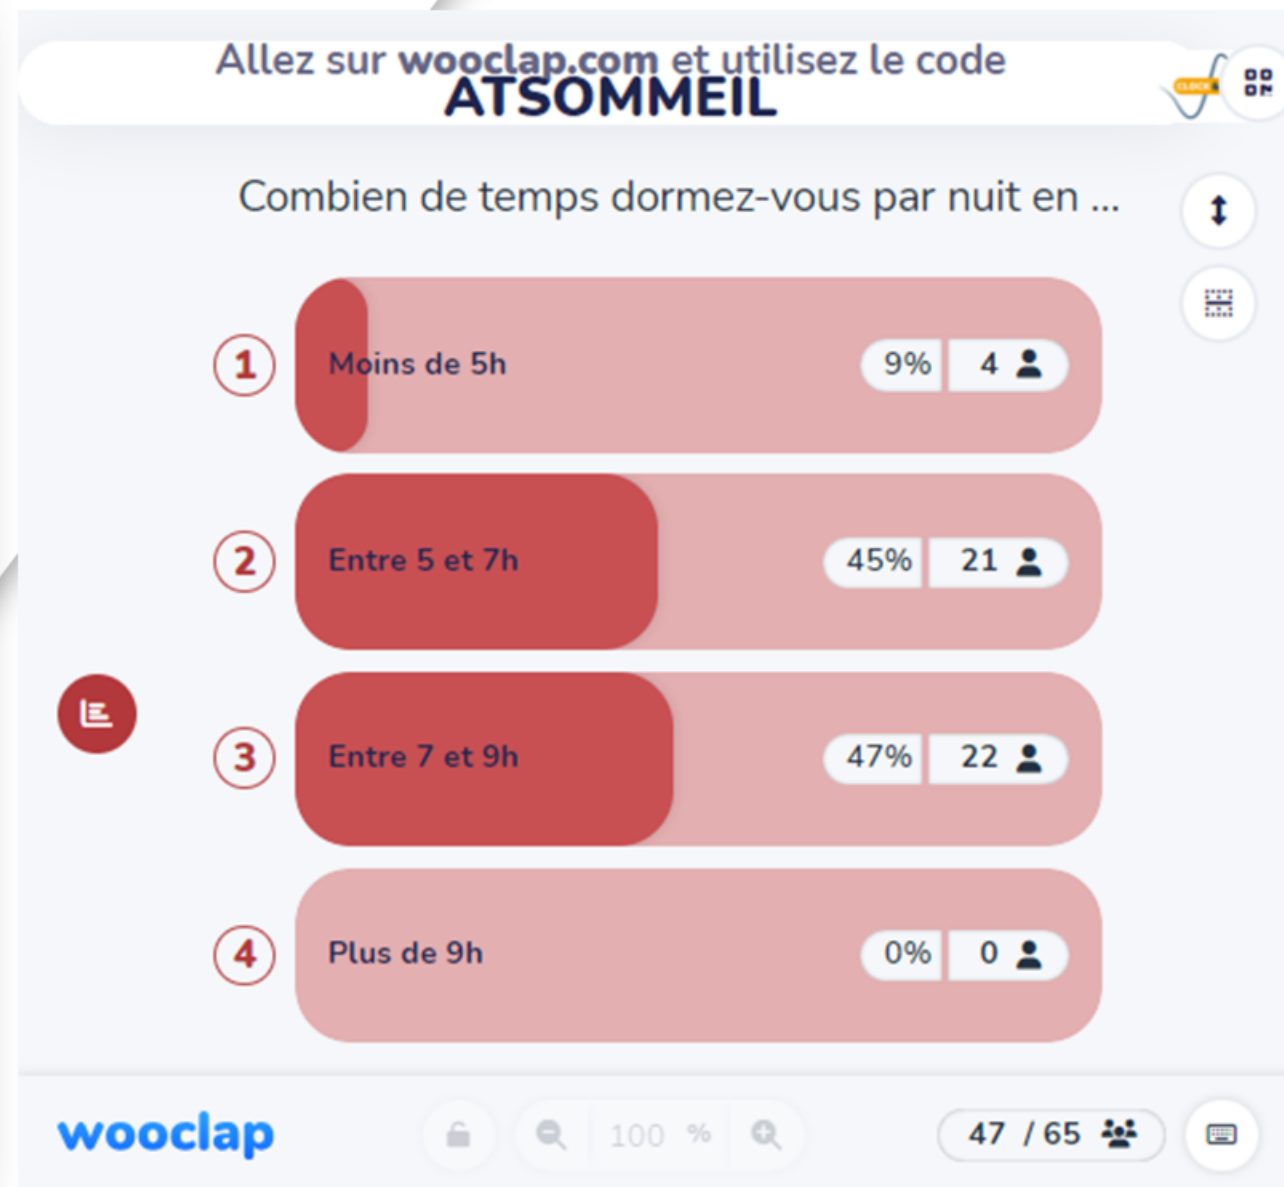 Allez sur wooclap.com et utilisez le code
ATSOMMEIL
Combien de temps dormez-vous par nuit en ...
1 Moins de 5h 9% 4
2 Entre 5 et 7h 45% 21
3 Entre 7 et 9h 47% 22
4 Plus de 9h 0% 0
wooclap 100 % 47 / 65